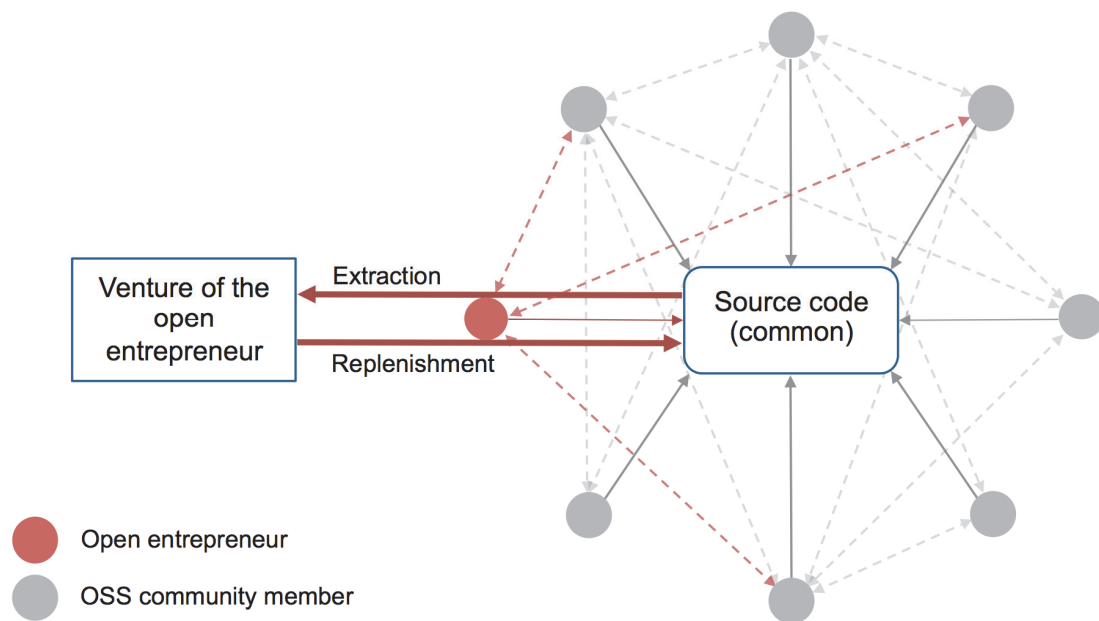 Extraction
Venture of the
open
entrepreneur
Source code
(common)
Replenishment
Open entrepreneur
OSS community member